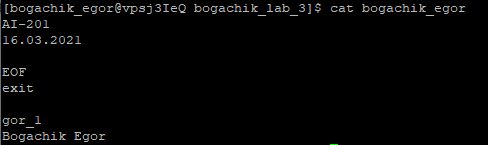 [bogachik_egor@vpsj3IeQ bogachik_lab_3]$ cat bogachik_egor
AI-201
16.03.2021
EOF
exit
gor_1
Bogachik Egor